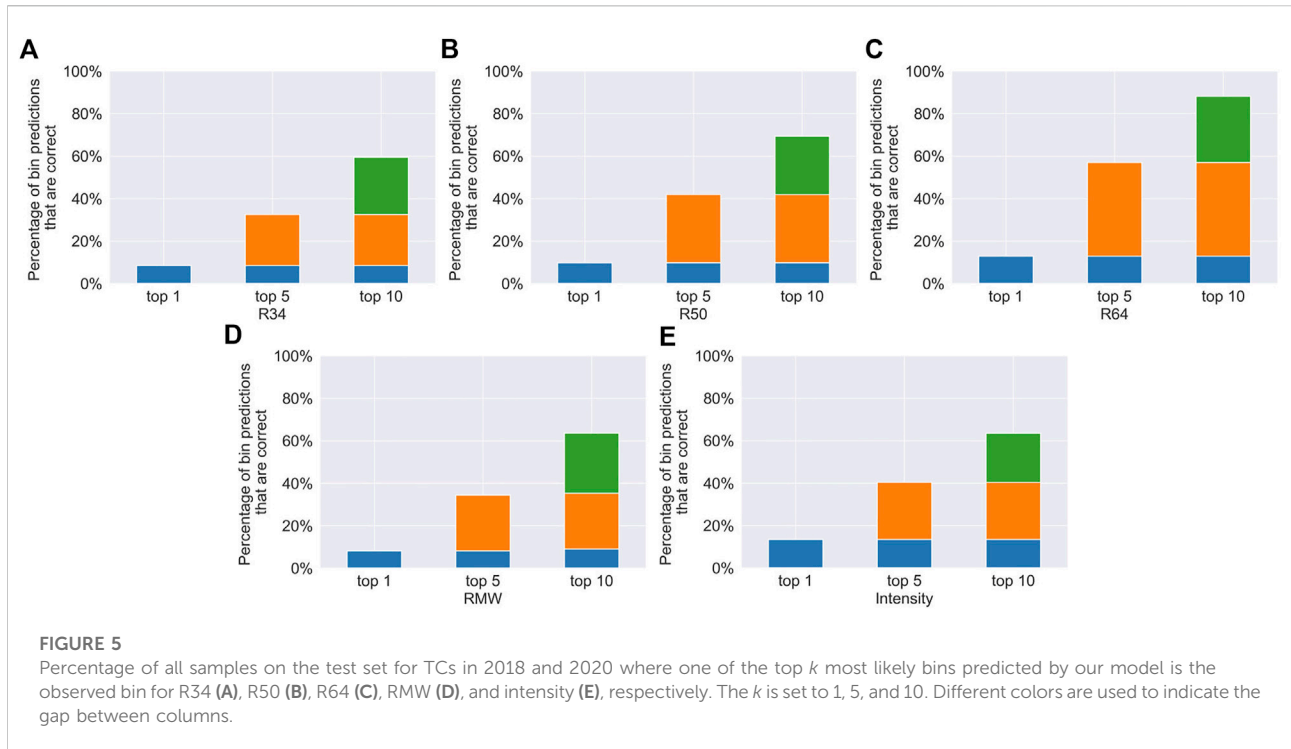 A
Percentage of bin predictions
that are correct
100%
80%
60%
40%
20%
0%
top 1
top 5
top 10
R34
B
Percentage of bin predictions
that are correct
100%
80%
60%
40%
20%
0%
top 1
top 5
top 10
R50
C
Percentage of bin predictions
that are correct
100%
80%
60%
40%
20%
0%
top 1
top 5
top 10
R64
D
Percentage of bin predictions
that are correct
100%
80%
60%
40%
20%
0%
top 1
top 5
top 10
RMW
E
Percentage of bin predictions
that are correct
100%
80%
60%
40%
20%
0%
top 1
top 5
top 10
Intensity
FIGURE 5
Percentage of all samples on the test set for TCs in 2018 and 2020 where one of the top k most likely bins predicted by our model is the
observed bin for R34 (A), R50 (B), R64 (C), RMW (D), and intensity (E), respectively. The k is set to 1, 5, and 10. Different colors are used to indicate the
gap between columns.